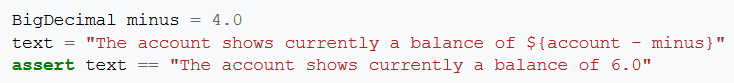 BigDecimal minus = 4.0
text = "The account shows currently a balance of ${account - minus}"
assert text == "The account shows currently a balance of 6.0"